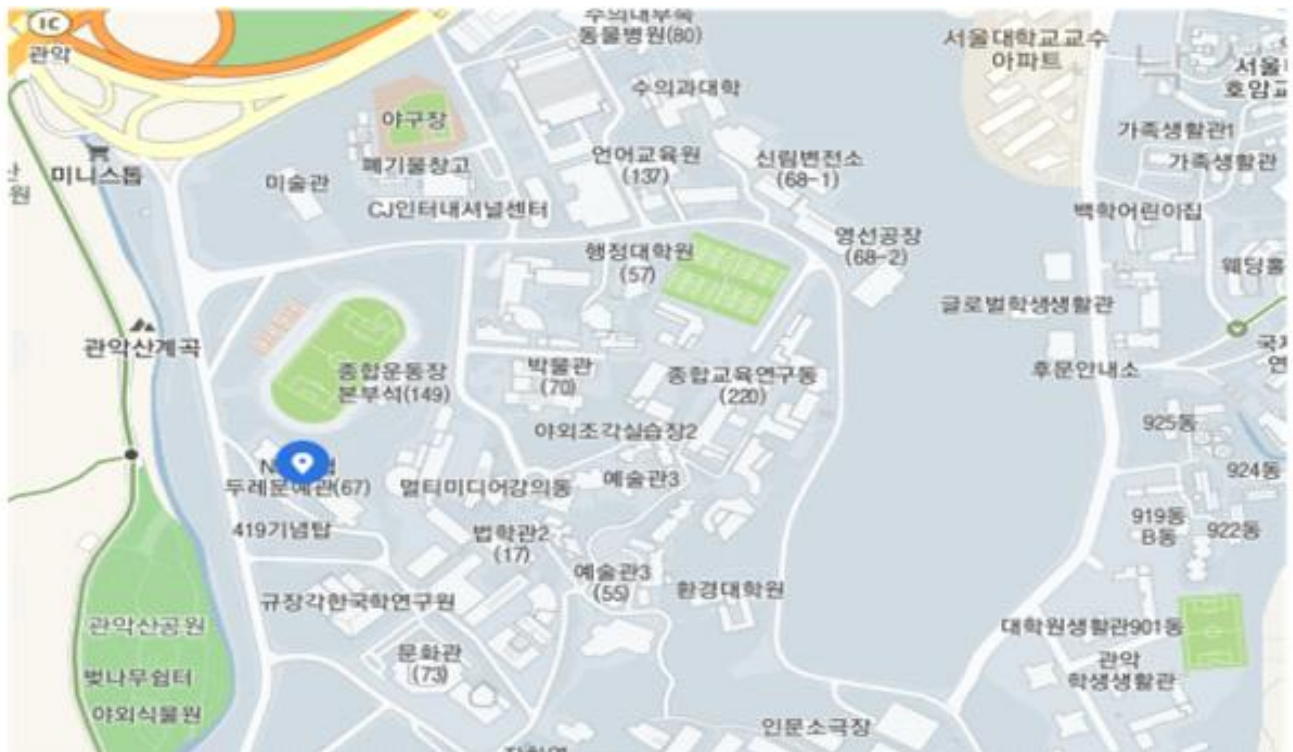 IC
관악
수의대부속
동물병원(80)
서울대학교교수
아파트
수의과대학
호암교
야구장
가족생활관1
미니스톱
폐기물창고
언어교육원
(137)
신림변전소
(68-1)
가족생활관
미술관
CJ인터내셔널센터
백학어린이집
행정대학원
(57)
영선공장
(68-2)
웨딩홀
글로벌학생생활관
관악산계곡
종합운동장
본부석(149)
박물관
(70)
종합교육연구동
(220)
후문안내소
야외조각실습장2
925동
두레문예관(67)
멀티미디어강의동
예술관3
924동
419기념탑
법학관2
(17)
919동
B동
922동
예술관3
(55)
환경대학원
규장각한국학연구원
관악산공원
대학원생활관901동
문화관
(73)
관악
학생생활관
벚나무쉼터
야외식물원
인문소극장